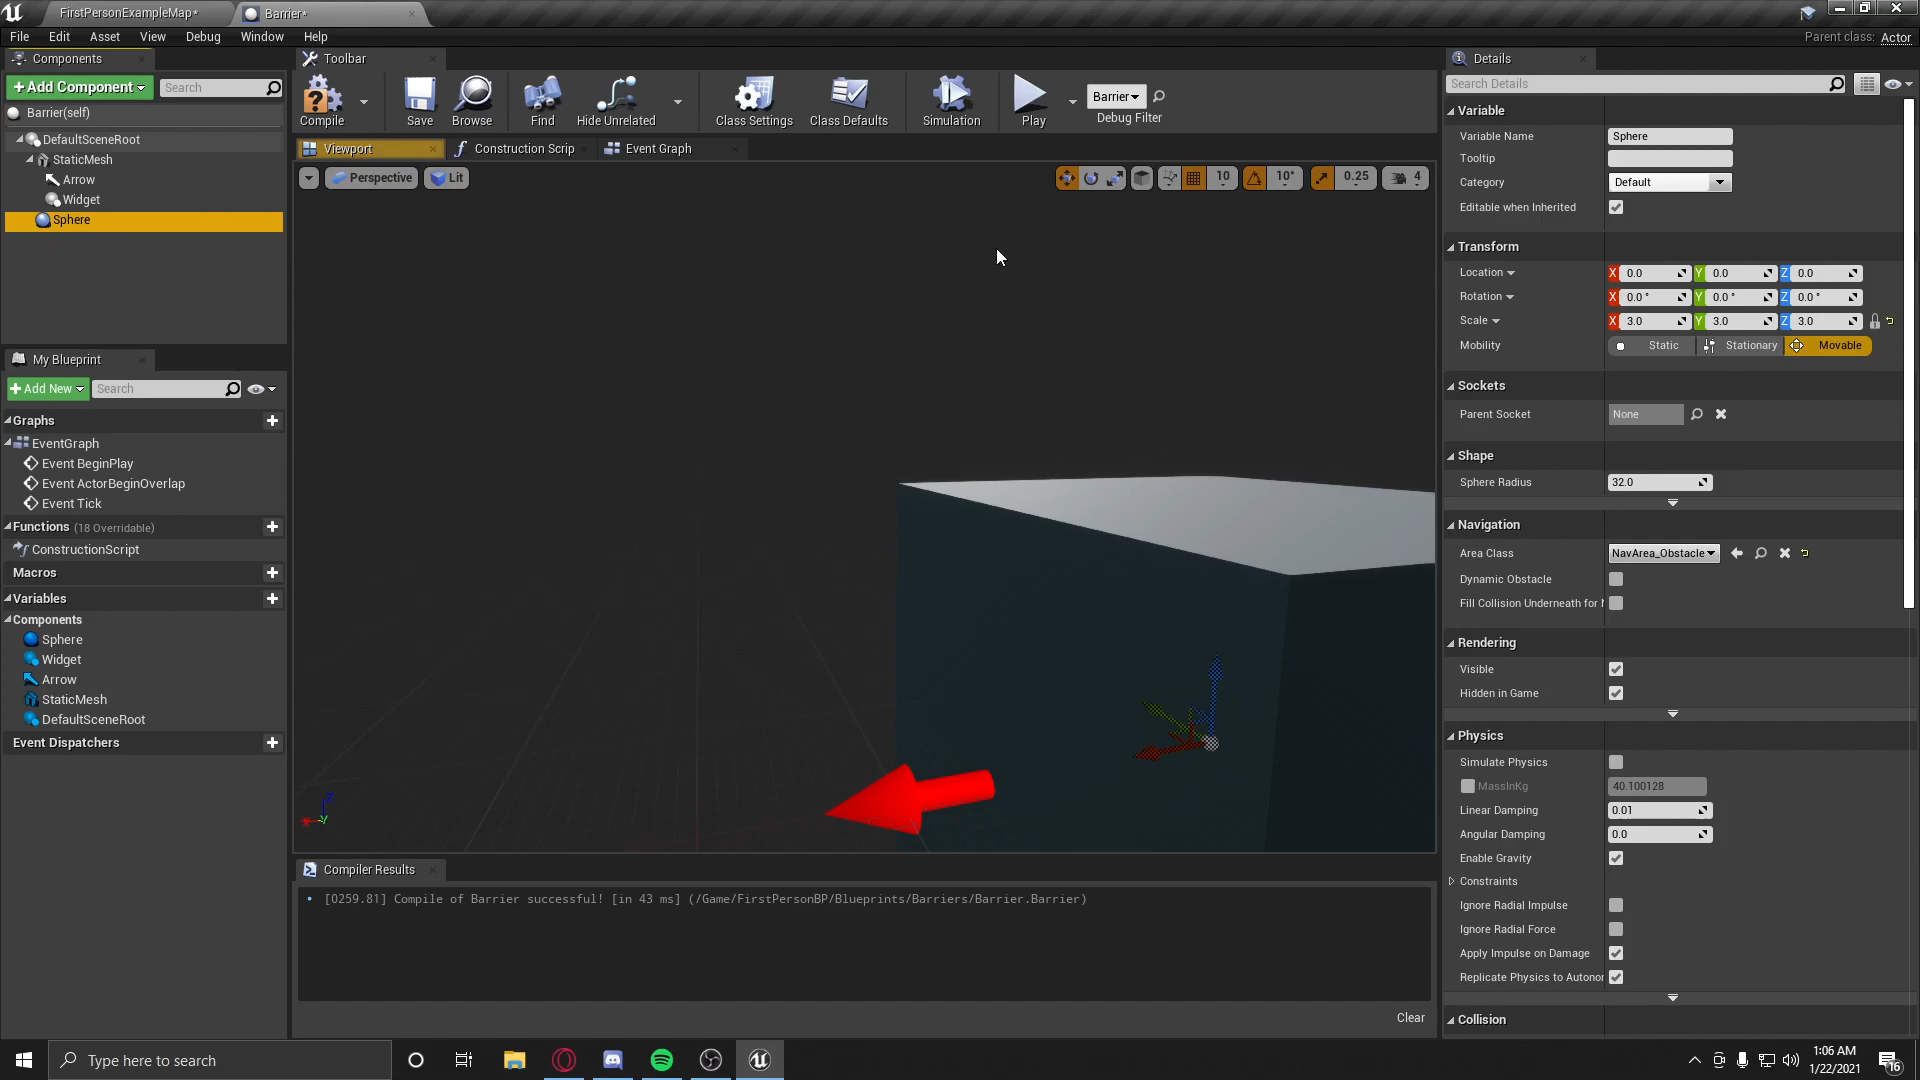 FirstPersonExampleMap*
Barrier*
File Edit Asset View Debug Window Help
Parent class: Actor
Components
+ Add Component
Search
Barrier(self)
DefaultSceneRoot
StaticMesh
Arrow
Widget
Sphere
My Blueprint
+ Add New
Search
Graphs
EventGraph
Event BeginPlay
Event ActorBeginOverlap
Event Tick
Functions (18 Overridable)
ConstructionScript
Macros
Variables
Components
Sphere
Widget
Arrow
StaticMesh
DefaultSceneRoot
Event Dispatchers
Toolbar
Compile
Save
Browse
Find
Hide Unrelated
Class Settings
Class Defaults
Simulation
Play
Barrier
Debug Filter
Viewport
Construction Scrip
Event Graph
Perspective
Lit
10
10°
0.25
4
Z
X
Y
Compiler Results
[0259.81] Compile of Barrier successful! [in 43 ms] (/Game/FirstPersonBP/Blueprints/Barriers/Barrier.Barrier)
Clear
Details
Search Details
Variable
Variable Name Sphere
Tooltip
Category Default
Editable when Inherited
Transform
Location X 0.0 Y 0.0 Z 0.0
Rotation X 0.0 ° Y 0.0 ° Z 0.0 °
Scale X 3.0 Y 3.0 Z 3.0
Mobility Static Stationary Movable
Sockets
Parent Socket None
Shape
Sphere Radius 32.0
Navigation
Area Class NavArea_Obstacle
Dynamic Obstacle
Fill Collision Underneath for
Rendering
Visible
Hidden in Game
Physics
Simulate Physics
MassInKg 40.100128
Linear Damping 0.01
Angular Damping 0.0
Enable Gravity
Constraints
Ignore Radial Impulse
Ignore Radial Force
Apply Impulse on Damage
Replicate Physics to Autonor
Collision
Type here to search
1:06 AM
1/22/2021
16